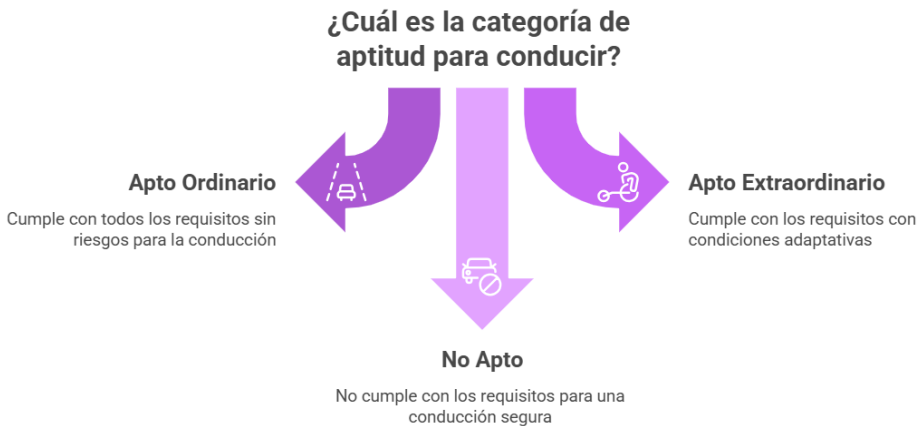 ¿Cuál es la categoría de
aptitud para conducir?
Apto Ordinario
Cumple con todos los requisitos sin
riesgos para la conducción
Apto Extraordinario
Cumple con los requisitos con
condiciones adaptativas
No Apto
No cumple con los requisitos para una
conducción segura